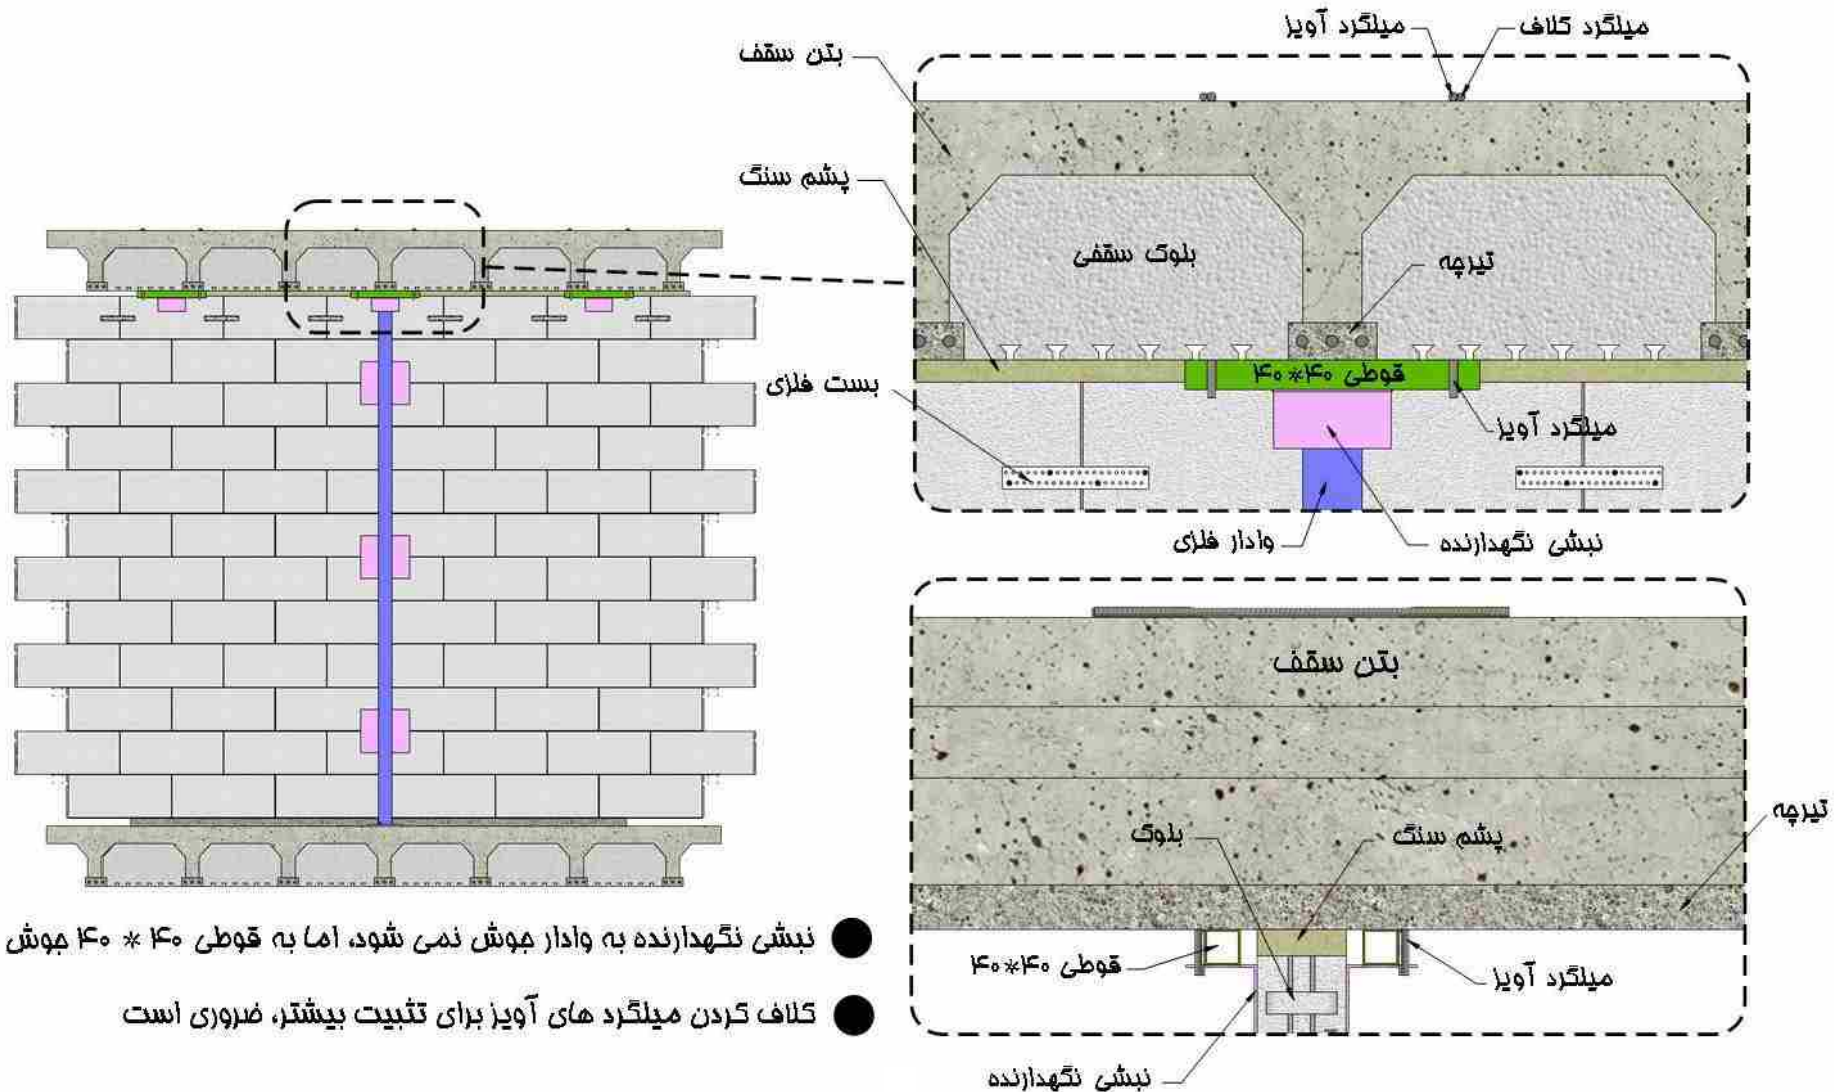 میلگرد آویز
میلگرد کلاف
بتن سقف
پشم سنگ
بلوک سقفی
تیرچه
قوطی ۴۰*۴۰
بست فلزی
میلگرد آویز
وادار فلزی
نبشی نگهدارنده
بتن سقف
تیرچه
بلوک
پشم سنگ
قوطی ۴۰*۴۰
میلگرد آویز
نبشی نگهدارنده
نبشی نگهدارنده به وادار جوش نمی شود، اما به قوطی ۴۰ * ۴۰ جوش
کلاف کردن میلگرد های آویز برای تثبیت بیشتر، ضروری است